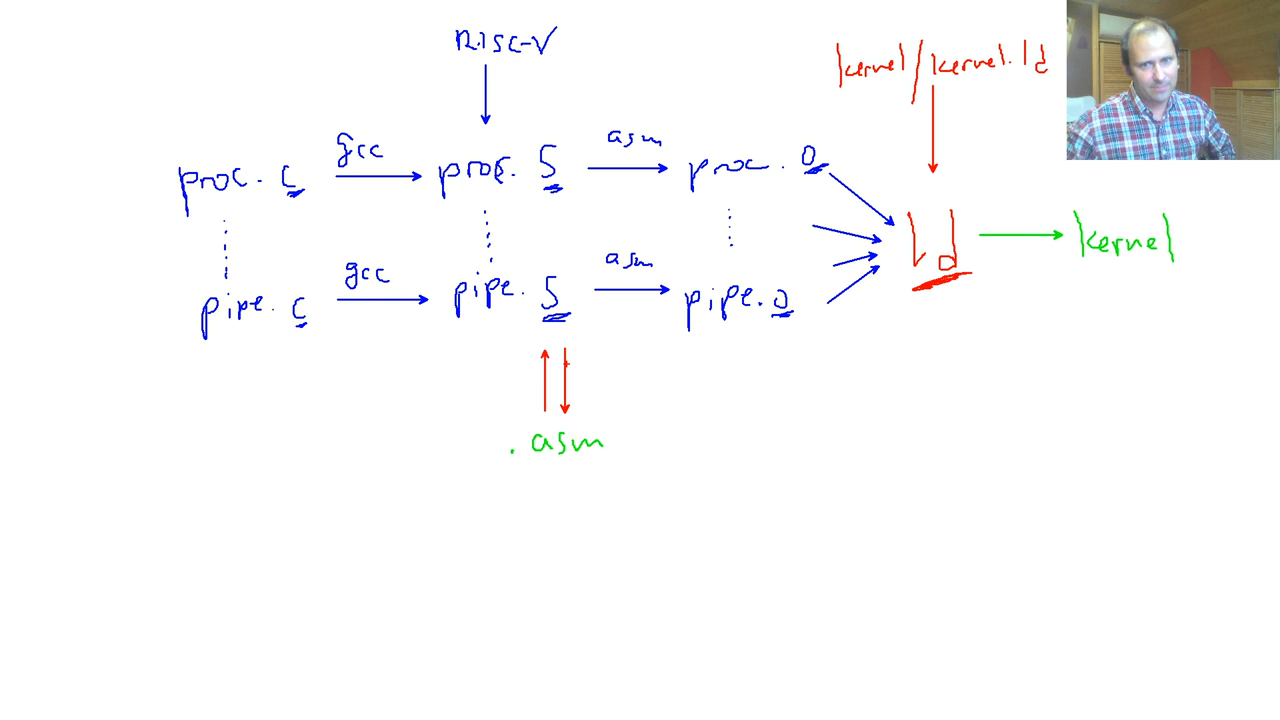 RISC-V
kernel/kernel.ld
gcc
asm
proc.c
proc.S
proc.o
ld
kernel
gcc
asm
pipe.c
pipe.S
pipe.o
.asm